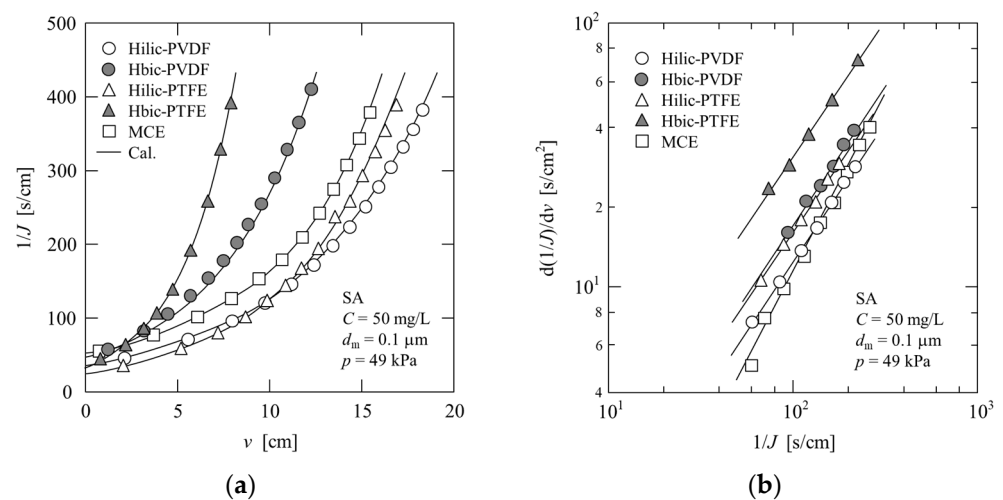 500
400
300
200
100
0
0
5
10
15
20
1/J [s/cm]
v [cm]
Hilic-PVDF
Hbic-PVDF
Hilic-PTFE
Hbic-PTFE
MCE
Cal.
SA
C = 50 mg/L
dm = 0.1 μm
p = 49 kPa
(a)
10²
8
6
4
2
10¹
8
6
4
10¹
10²
10³
d(1/J)/dv [s/cm²]
1/J [s/cm]
Hilic-PVDF
Hbic-PVDF
Hilic-PTFE
Hbic-PTFE
MCE
SA
C = 50 mg/L
dm = 0.1 μm
p = 49 kPa
(b)